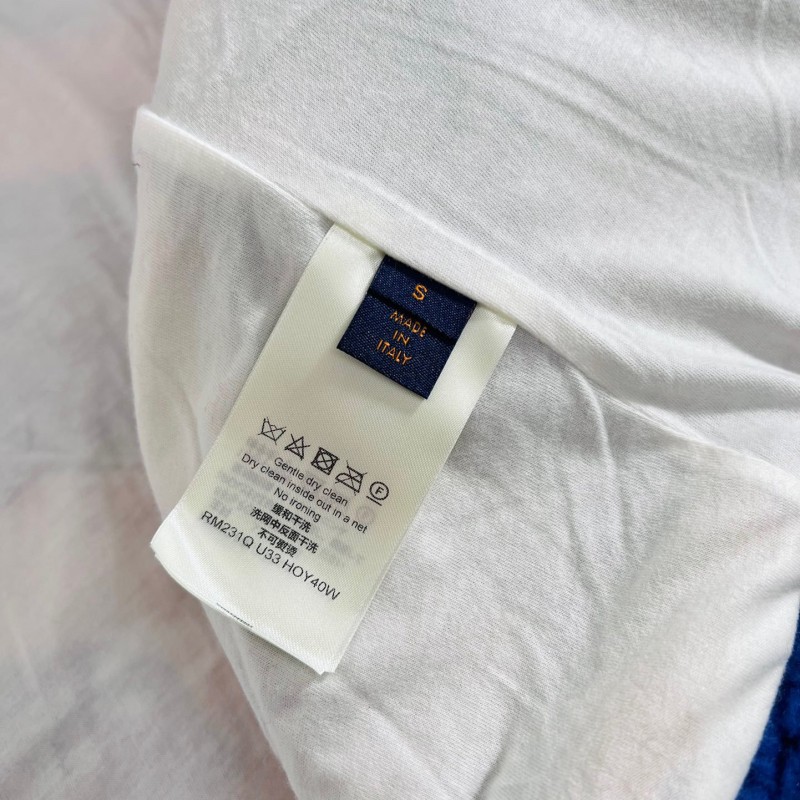 S
MADE
IN
ITALY
F
Gentle dry clean
Dry clean inside out in a net
No ironing
缓和干洗
洗网中反面干洗
不可熨烫
RM231Q U33 HOY40W